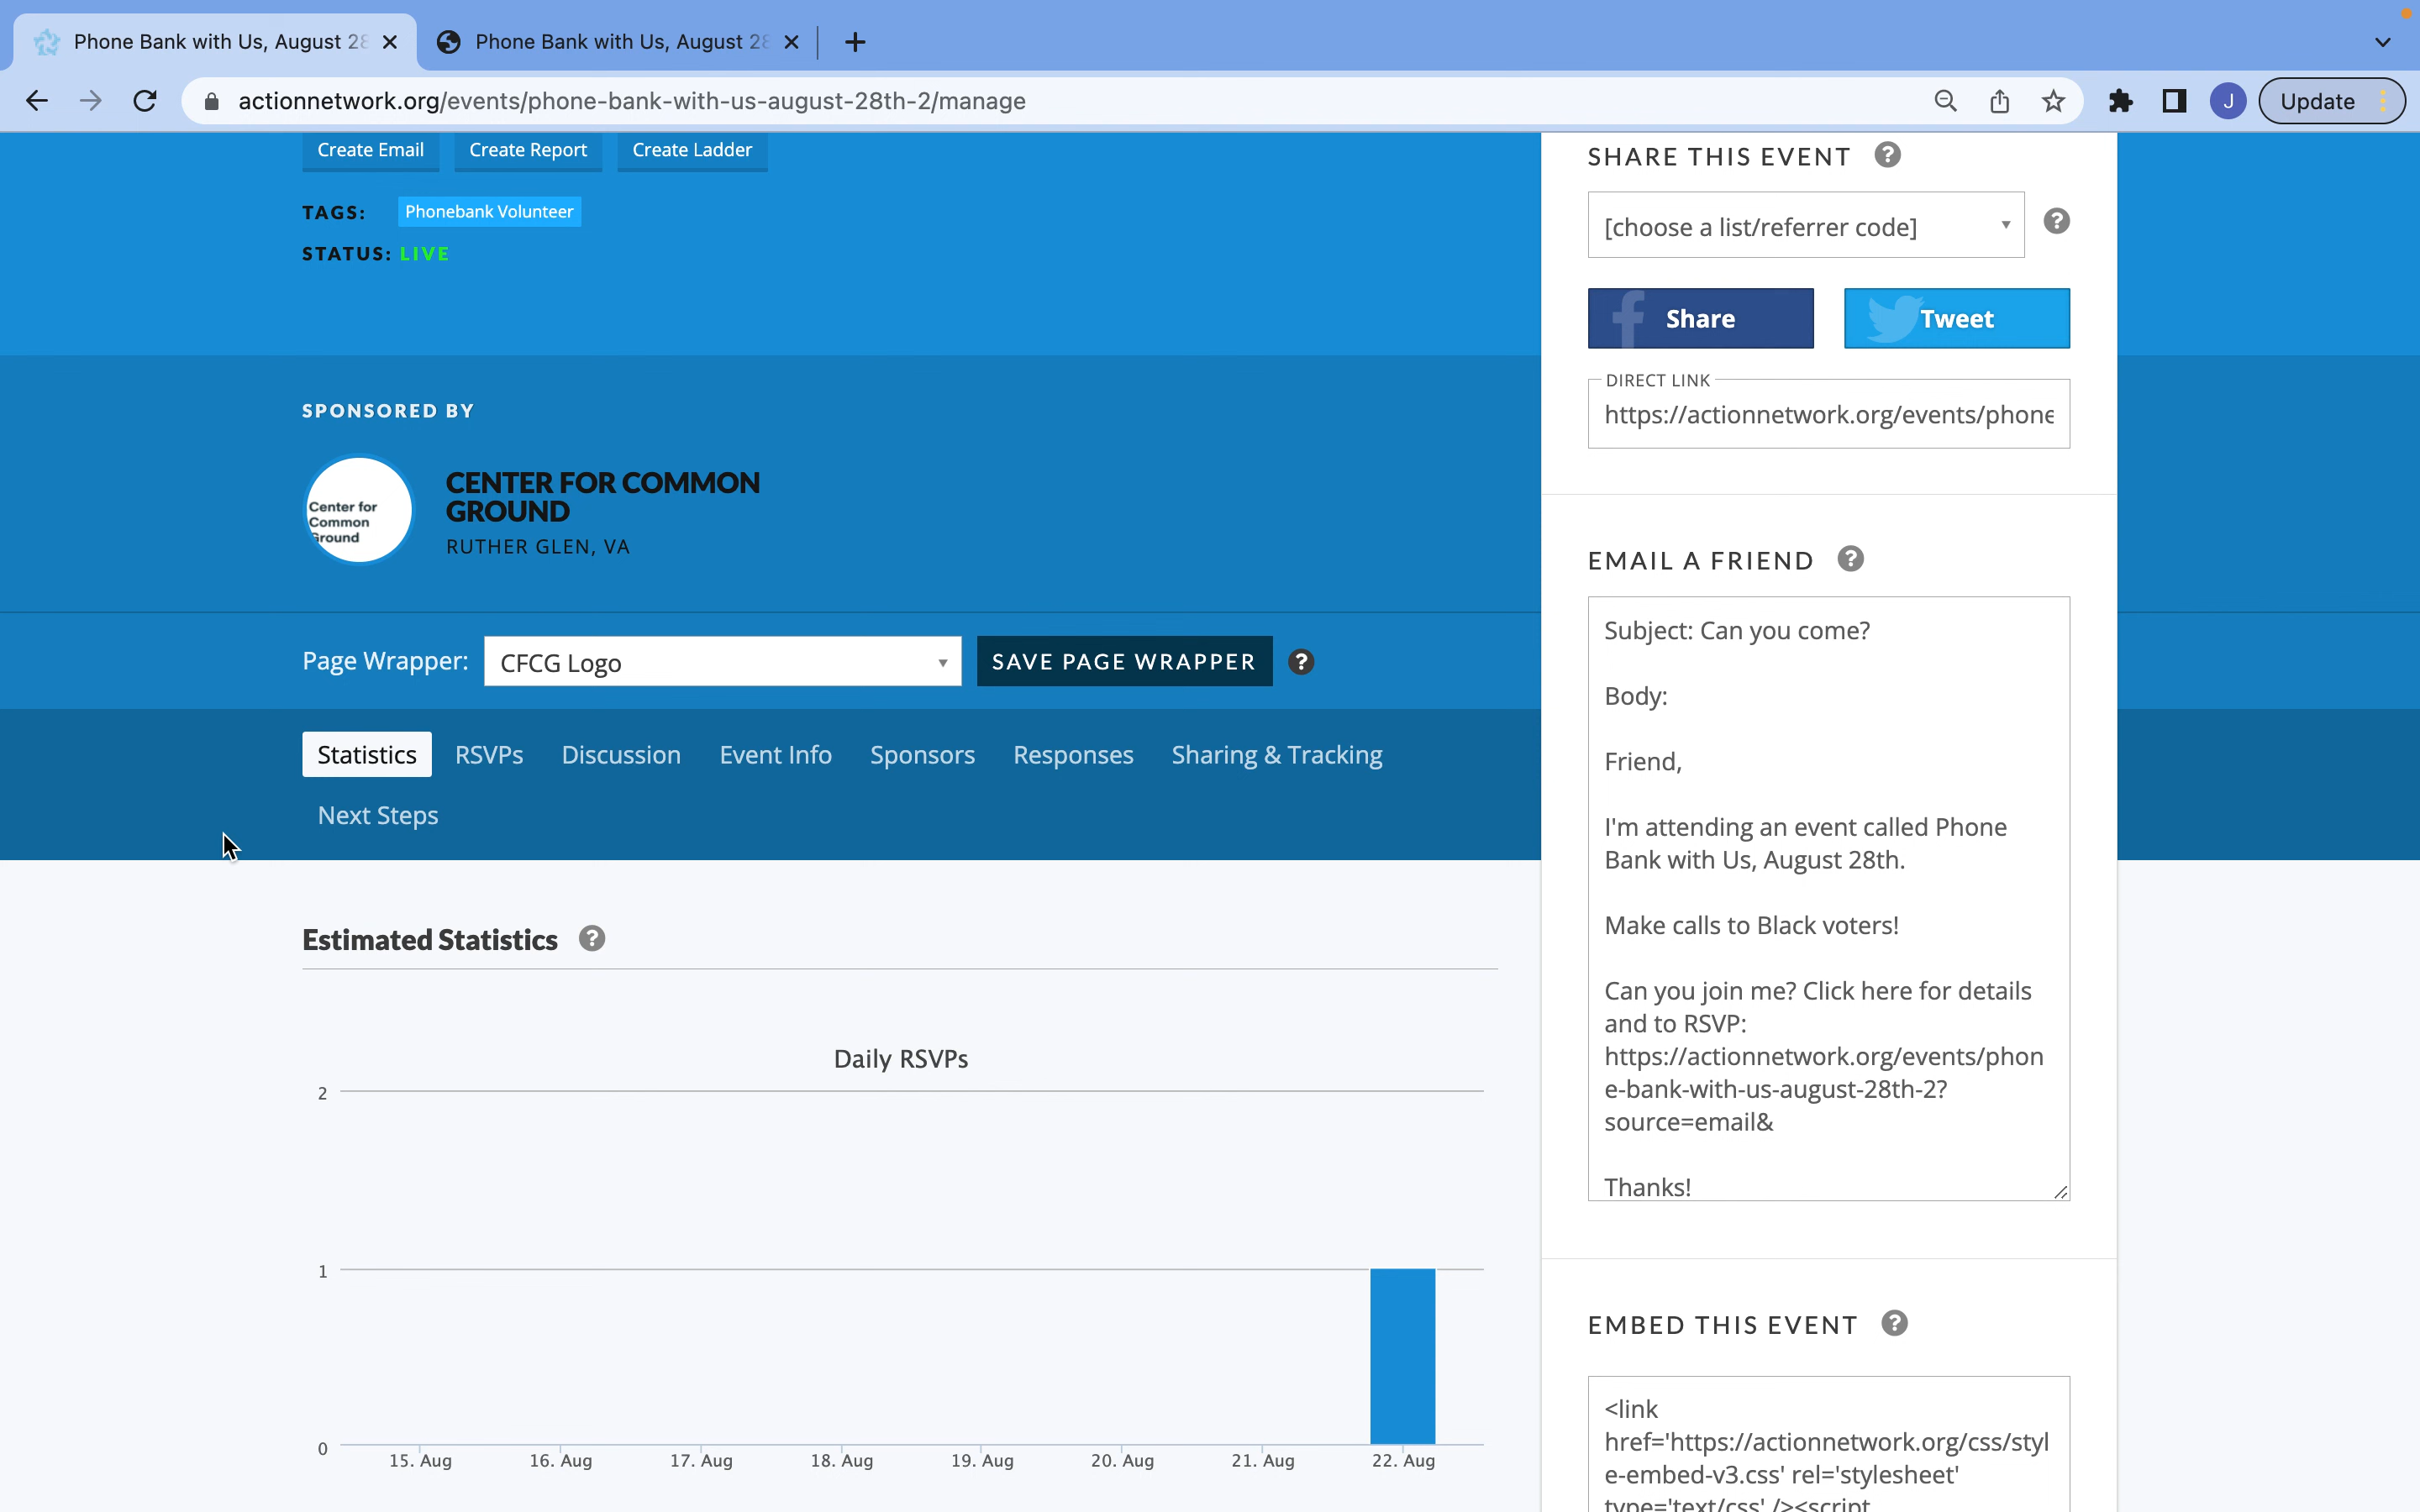 Phone Bank with Us, August 28
Phone Bank with Us, August 28
actionnetwork.org/events/phone-bank-with-us-august-28th-2/manage
J
Update
Create Email
Create Report
Create Ladder
TAGS:
Phonebank Volunteer
STATUS: LIVE
SPONSORED BY
Center for
Common
Ground
CENTER FOR COMMON
GROUND
RUTHER GLEN, VA
Page Wrapper:
CFCG Logo
SAVE PAGE WRAPPER
?
Statistics
RSVPs
Discussion
Event Info
Sponsors
Responses
Sharing & Tracking
Next Steps
Estimated Statistics ?
Daily RSVPs
2
1
0
15. Aug
16. Aug
17. Aug
18. Aug
19. Aug
20. Aug
21. Aug
22. Aug
SHARE THIS EVENT ?
[choose a list/referrer code]
?
Share
Tweet
DIRECT LINK
https://actionnetwork.org/events/phone
EMAIL A FRIEND ?
Subject: Can you come?
Body:
Friend,
I'm attending an event called Phone
Bank with Us, August 28th.
Make calls to Black voters!
Can you join me? Click here for details
and to RSVP:
https://actionnetwork.org/events/phon
e-bank-with-us-august-28th-2?
source=email&
Thanks!
EMBED THIS EVENT ?
<link
href='https://actionnetwork.org/css/styl
e-embed-v3.css' rel='stylesheet'
type='text/css' /><script